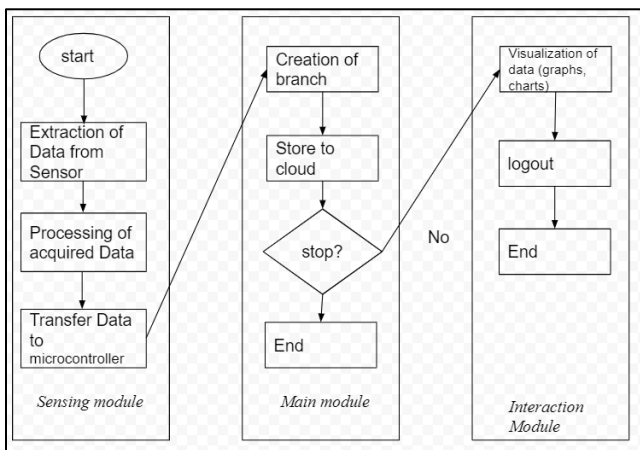 start
Extraction of
Data from
Sensor
Processing of
acquired Data
Transfer Data
to
microcontroller
Sensing module
Creation of
branch
Store to
cloud
stop?
No
End
Main module
Visualization of
data (graphs,
charts)
logout
End
Interaction
Module